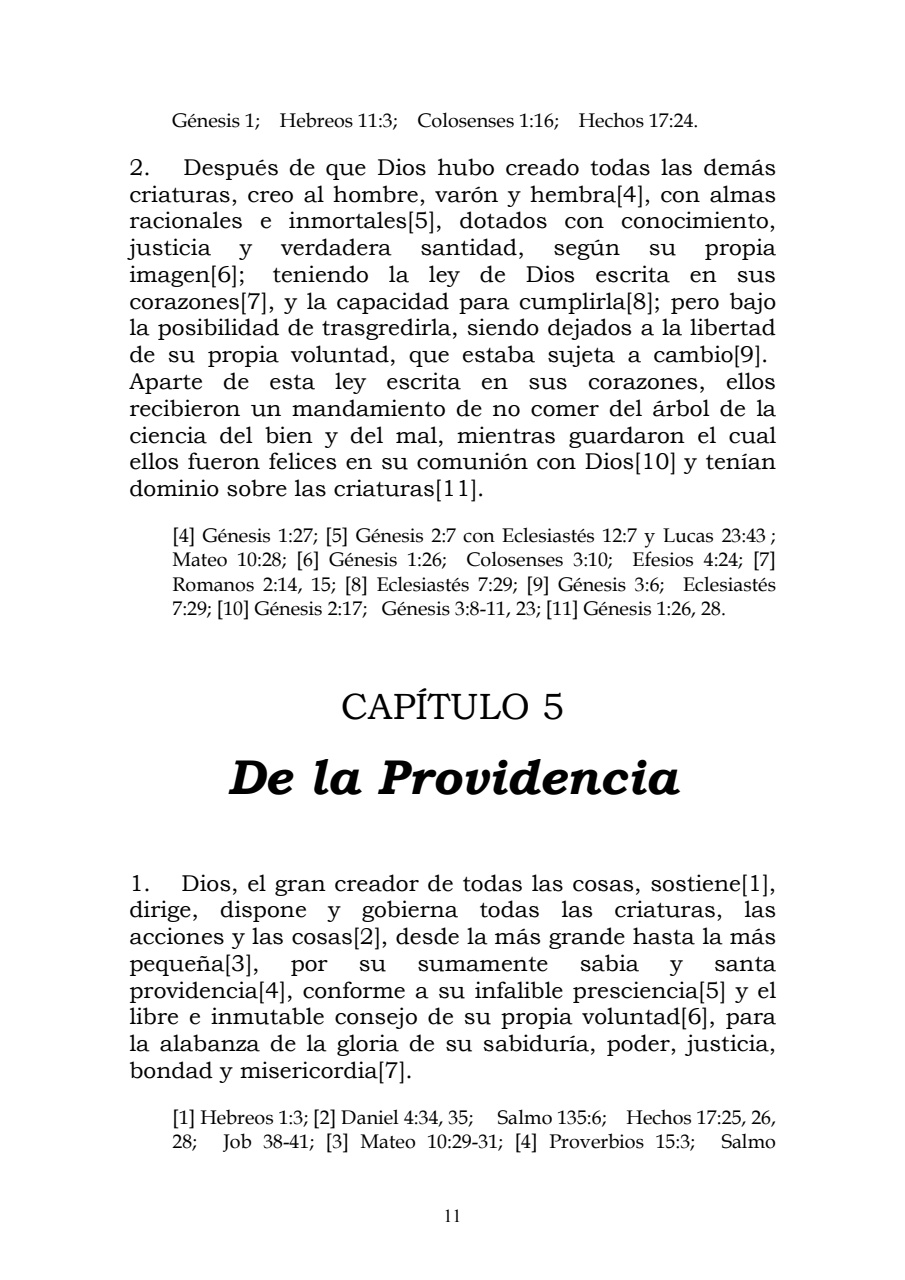 Génesis 1; Hebreos 11:3; Colosenses 1:16; Hechos 17:24.
2. Después de que Dios hubo creado todas las demás
criaturas, creo al hombre, varón y hembra[4], con almas
racionales e inmortales[5], dotados con conocimiento,
justicia y verdadera santidad, según su propia
imagen[6]; teniendo la ley de Dios escrita en sus
corazones[7], y la capacidad para cumplirla[8]; pero bajo
la posibilidad de trasgredirla, siendo dejados a la libertad
de su propia voluntad, que estaba sujeta a cambio[9].
Aparte de esta ley escrita en sus corazones, ellos
recibieron un mandamiento de no comer del árbol de la
ciencia del bien y del mal, mientras guardaron el cual
ellos fueron felices en su comunión con Dios[10] y tenían
dominio sobre las criaturas[11].
[4] Génesis 1:27; [5] Génesis 2:7 con Eclesiastés 12:7 y Lucas 23:43 ;
Mateo 10:28; [6] Génesis 1:26; Colosenses 3:10; Efesios 4:24; [7]
Romanos 2:14, 15; [8] Eclesiastés 7:29; [9] Génesis 3:6; Eclesiastés
7:29; [10] Génesis 2:17; Génesis 3:8-11, 23; [11] Génesis 1:26, 28.
CAPÍTULO 5
De la Providencia
1. Dios, el gran creador de todas las cosas, sostiene[1],
dirige, dispone y gobierna todas las criaturas, las
acciones y las cosas[2], desde la más grande hasta la más
pequeña[3], por su sumamente sabia y santa
providencia[4], conforme a su infalible presciencia[5] y el
libre e inmutable consejo de su propia voluntad[6], para
la alabanza de la gloria de su sabiduría, poder, justicia,
bondad y misericordia[7].
[1] Hebreos 1:3; [2] Daniel 4:34, 35; Salmo 135:6; Hechos 17:25, 26,
28; Job 38-41; [3] Mateo 10:29-31; [4] Proverbios 15:3; Salmo
11